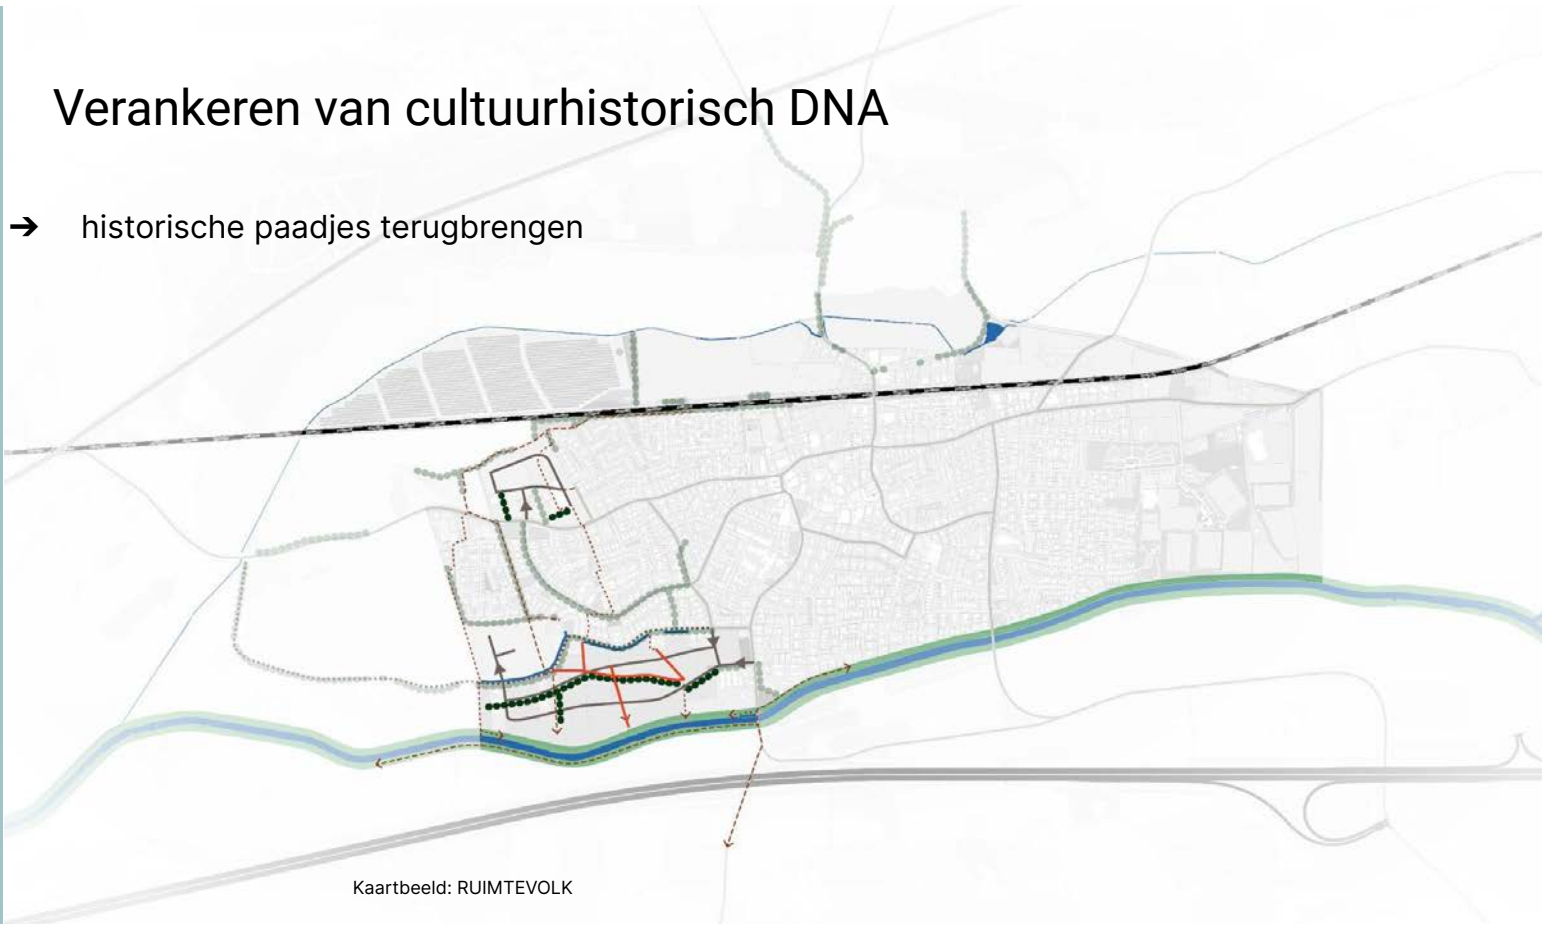 Verankeren van cultuurhistorisch DNA
➔ historische paadjes terugbrengen
Kaartbeeld: RUIMTEVOLK